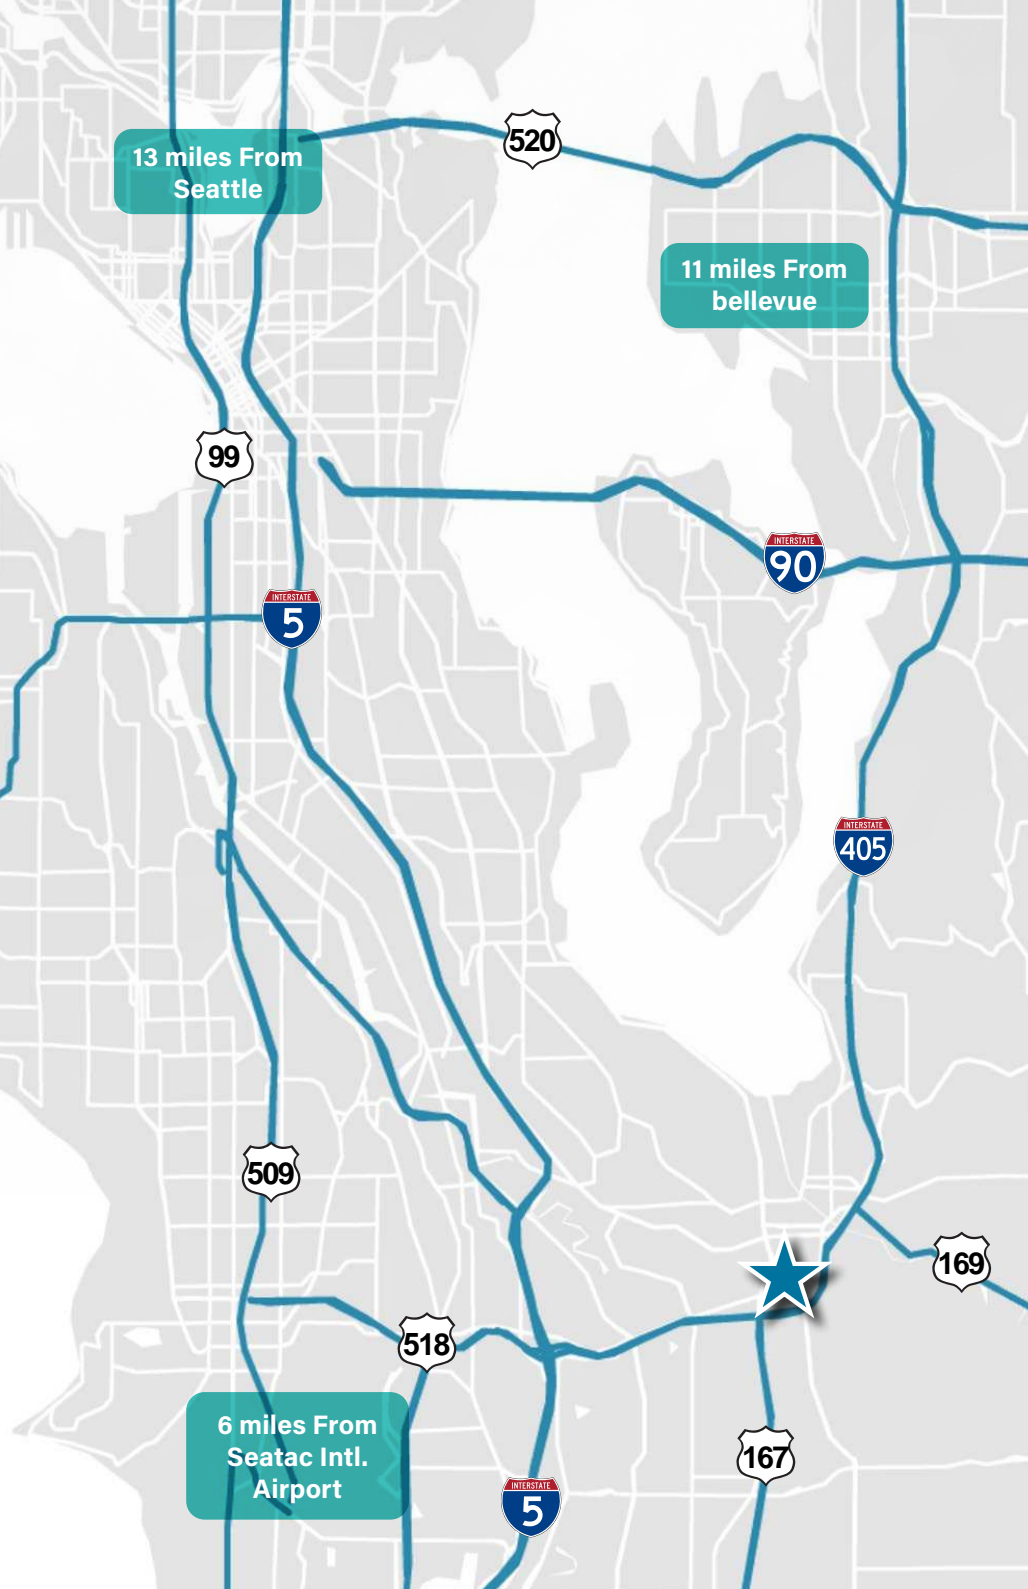 520
13 miles From
Seattle
11 miles From
bellevue
99
INTERSTATE
90
INTERSTATE
5
INTERSTATE
405
509
169
518
6 miles From
Seatac Intl.
Airport
167
INTERSTATE
5